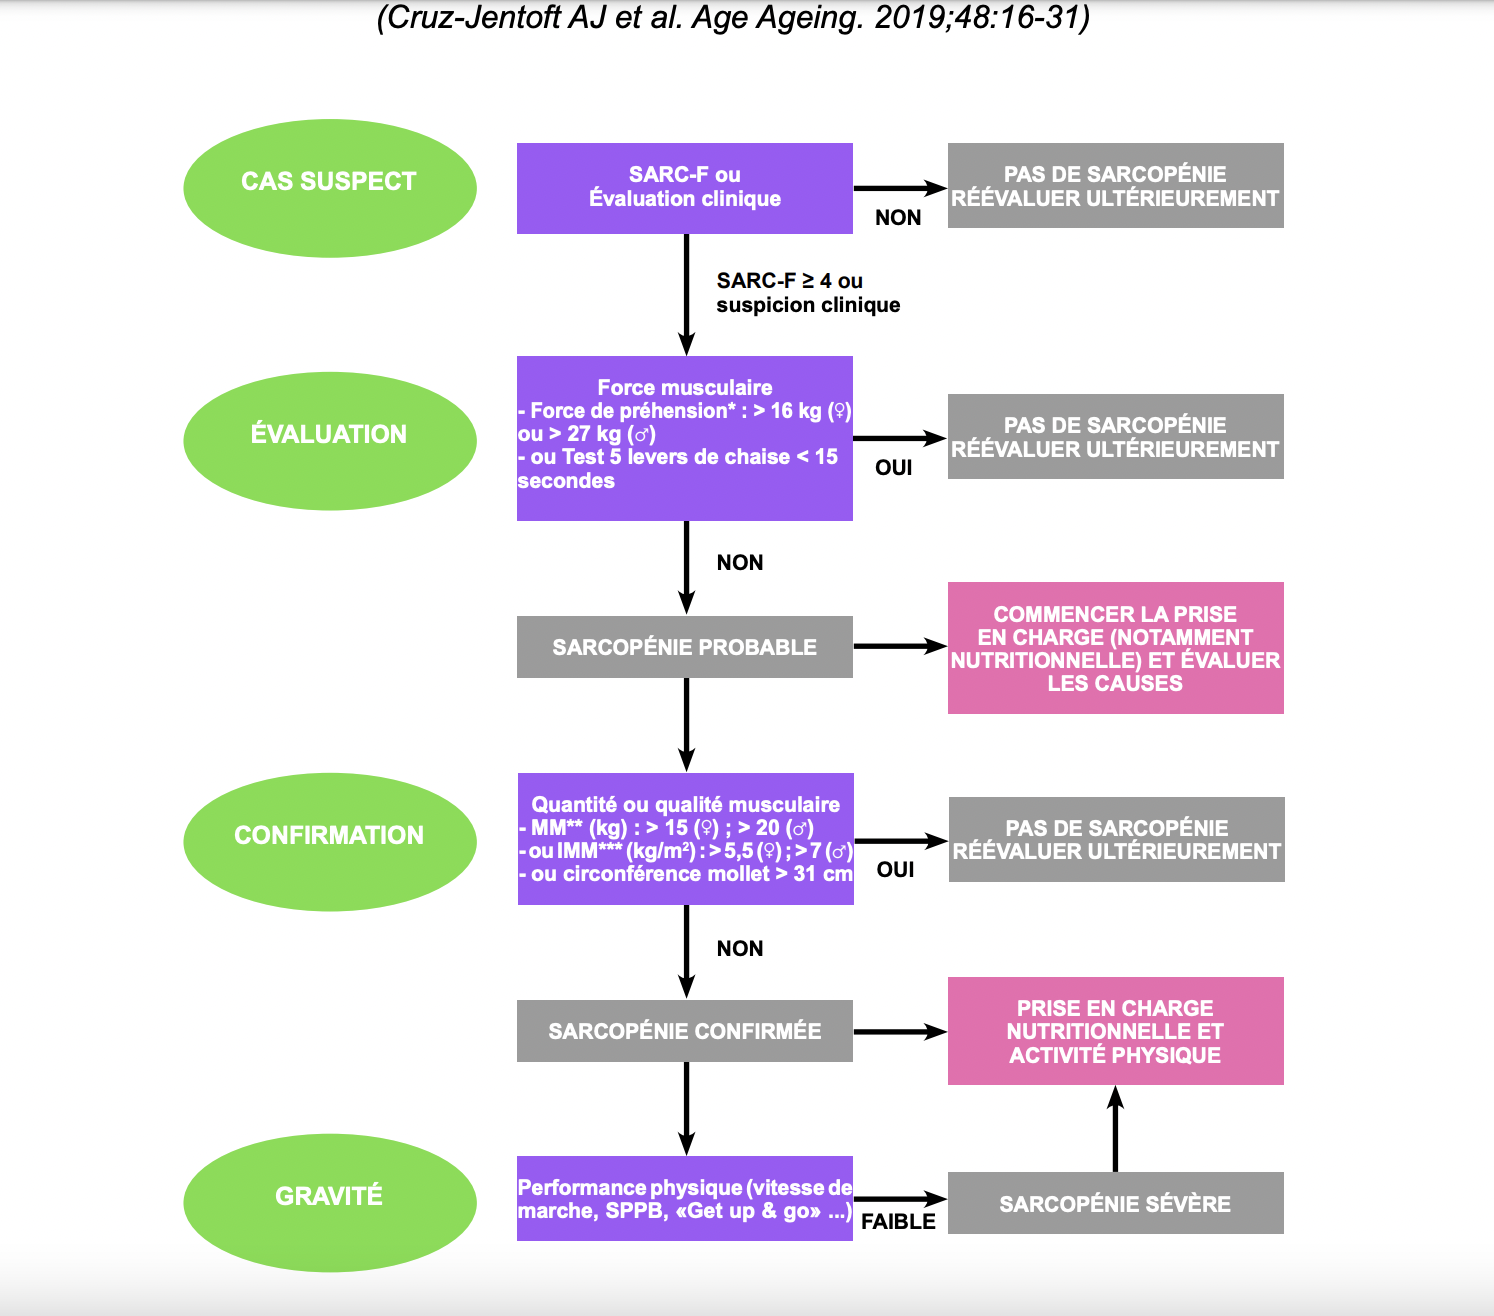 (Cruz-Jentoft AJ et al. Age Ageing. 2019;48:16-31)
CAS SUSPECT
SARC-F ou
Évaluation clinique
NON
PAS DE SARCOPÉNIE
RÉÉVALUER ULTÉRIEUREMENT
SARC-F ≥ 4 ou
suspicion clinique
ÉVALUATION
Force musculaire
- Force de préhension* : > 16 kg (♀)
ou > 27 kg (♂)
- ou Test 5 levers de chaise < 15
secondes
OUI
PAS DE SARCOPÉNIE
RÉÉVALUER ULTÉRIEUREMENT
NON
SARCOPÉNIE PROBABLE
COMMENCER LA PRISE
EN CHARGE (NOTAMMENT
NUTRITIONNELLE) ET ÉVALUER
LES CAUSES
CONFIRMATION
Quantité ou qualité musculaire
- MM** (kg) : > 15 (♀) ; > 20 (♂)
- ou IMM*** (kg/m²) : > 5,5 (♀) ; > 7 (♂)
- ou circonférence mollet > 31 cm
OUI
PAS DE SARCOPÉNIE
RÉÉVALUER ULTÉRIEUREMENT
NON
SARCOPÉNIE CONFIRMÉE
PRISE EN CHARGE
NUTRITIONNELLE ET
ACTIVITÉ PHYSIQUE
GRAVITÉ
Performance physique (vitesse de
marche, SPPB, «Get up & go» ...)
FAIBLE
SARCOPÉNIE SÉVÈRE